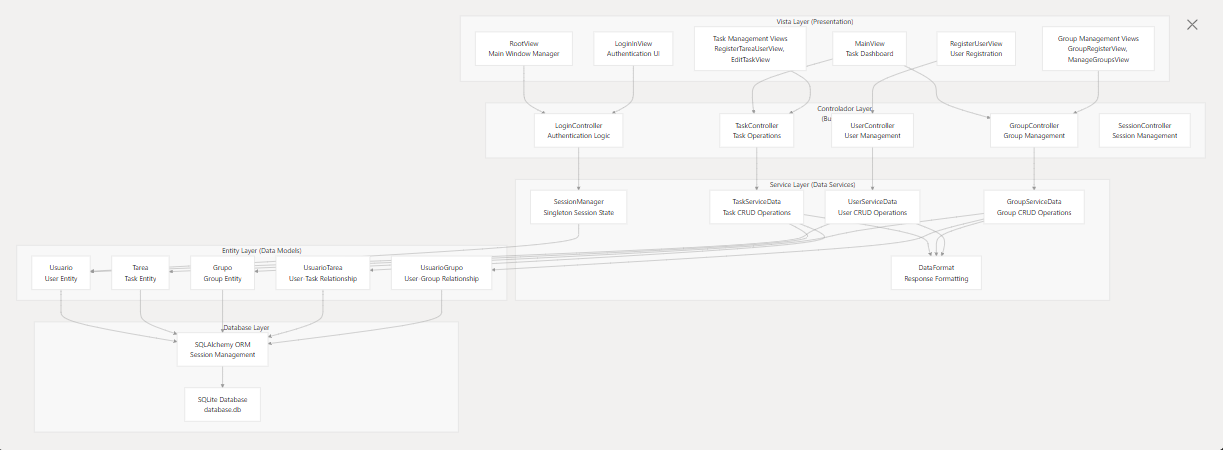 Vista Layer (Presentation)
RootView
Main Window Manager
LogInInView
Authentication UI
Task Management Views
RegisterTareaUserView,
EditTaskView
MainView
Task Dashboard
RegisterUserView
User Registration
Group Management Views
GroupRegisterView,
ManageGroupsView
Controlador Layer
(Bu
LoginController
Authentication Logic
TaskController
Task Operations
UserController
User Management
GroupController
Group Management
SessionController
Session Management
Service Layer (Data Services)
SessionManager
Singleton Session State
TaskServiceData
Task CRUD Operations
UserServiceData
User CRUD Operations
GroupServiceData
Group CRUD Operations
DataFormat
Response Formatting
Entity Layer (Data Models)
Usuario
User Entity
Tarea
Task Entity
Grupo
Group Entity
UsuarioTarea
User-Task Relationship
UsuarioGrupo
User-Group Relationship
Database Layer
SQLAlchemy ORM
Session Management
SQLite Database
database.db